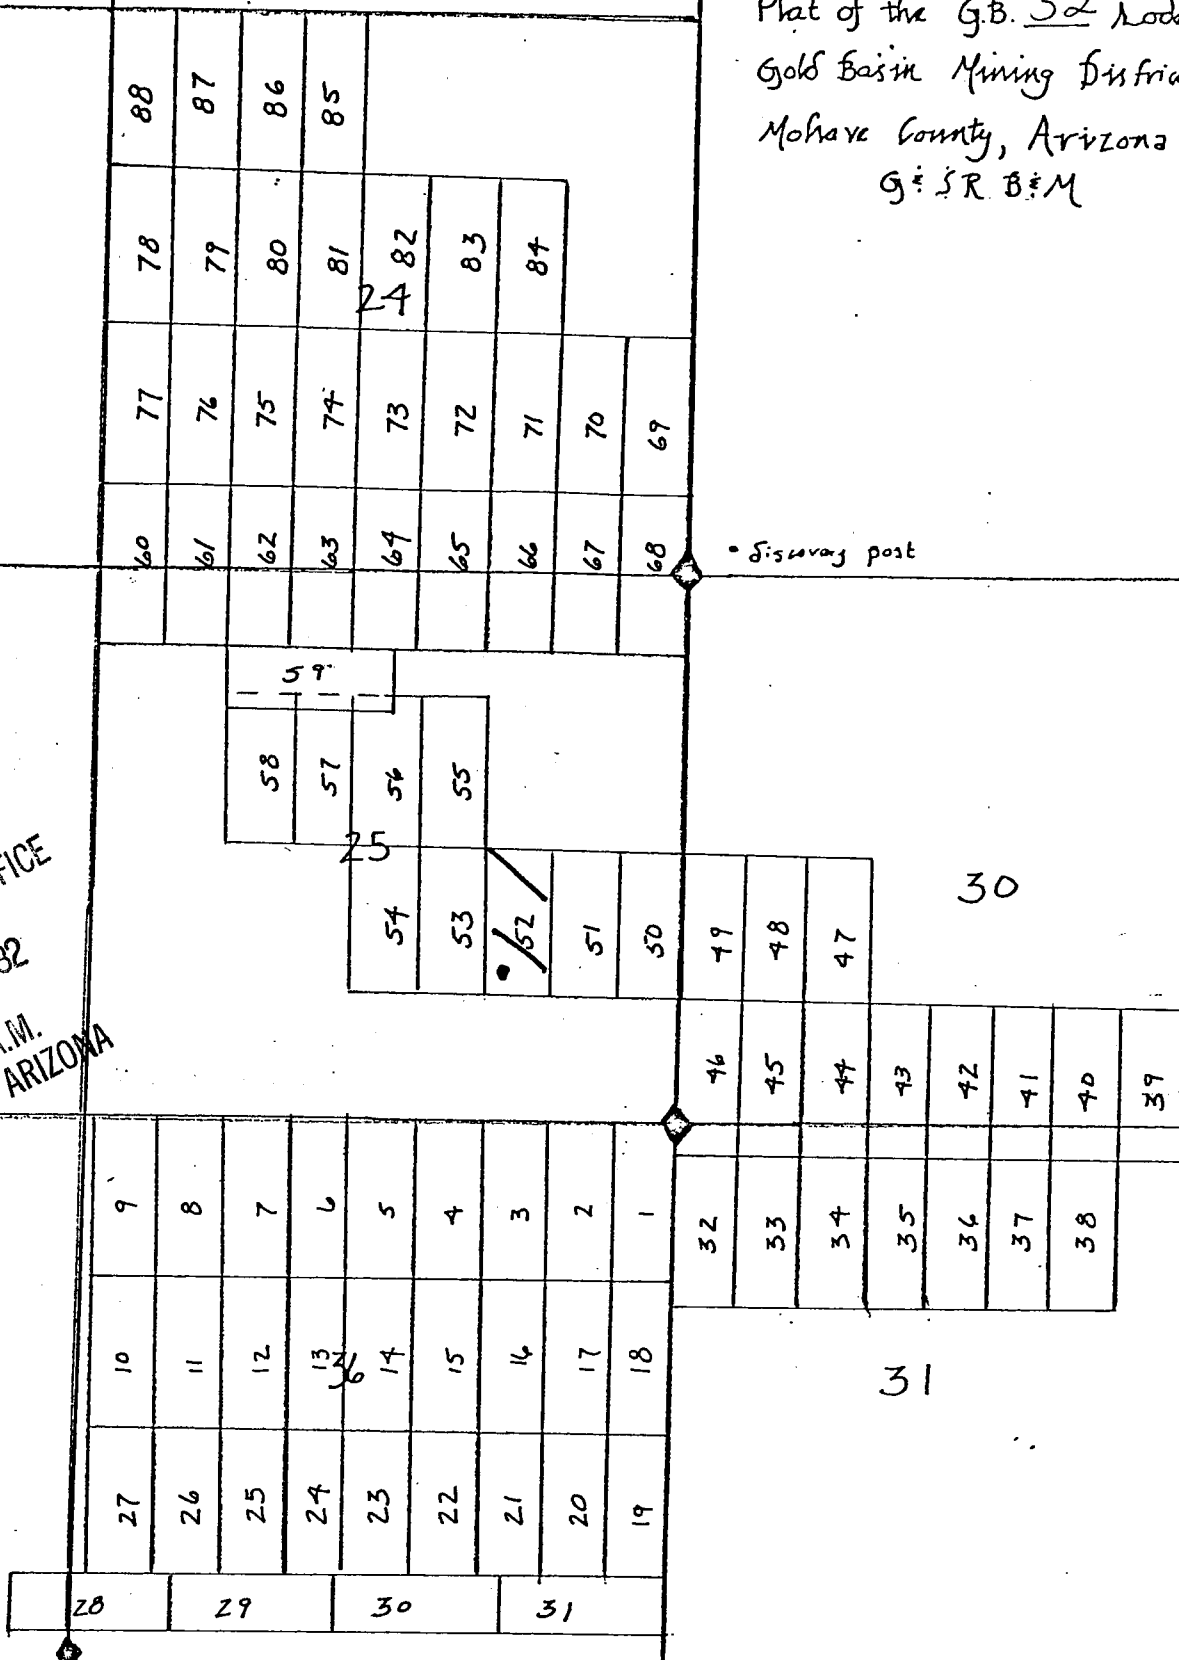 Plat of the G.B. 52
Gold Basin Mining
Mohave County, Arizona
G & S R B & M
88 87 86 85
78 79 80 81 82 83 84
24
77 76 75 74 73 72 71 70 69
60 61 62 63 64 65 66 67 68
• discovery post
59
58 57 56 55
25
54 53 52 51 50 49 48 47
30
46 45 44 43 42 41 40 39
ARIZONA
9 8 7 6 5 4 3 2 1
32 33 34 35 36 37 38
10 11 12 13 14 15 16 17 18
36
31
27 26 25 24 23 22 21 20 19
28 29 30 31